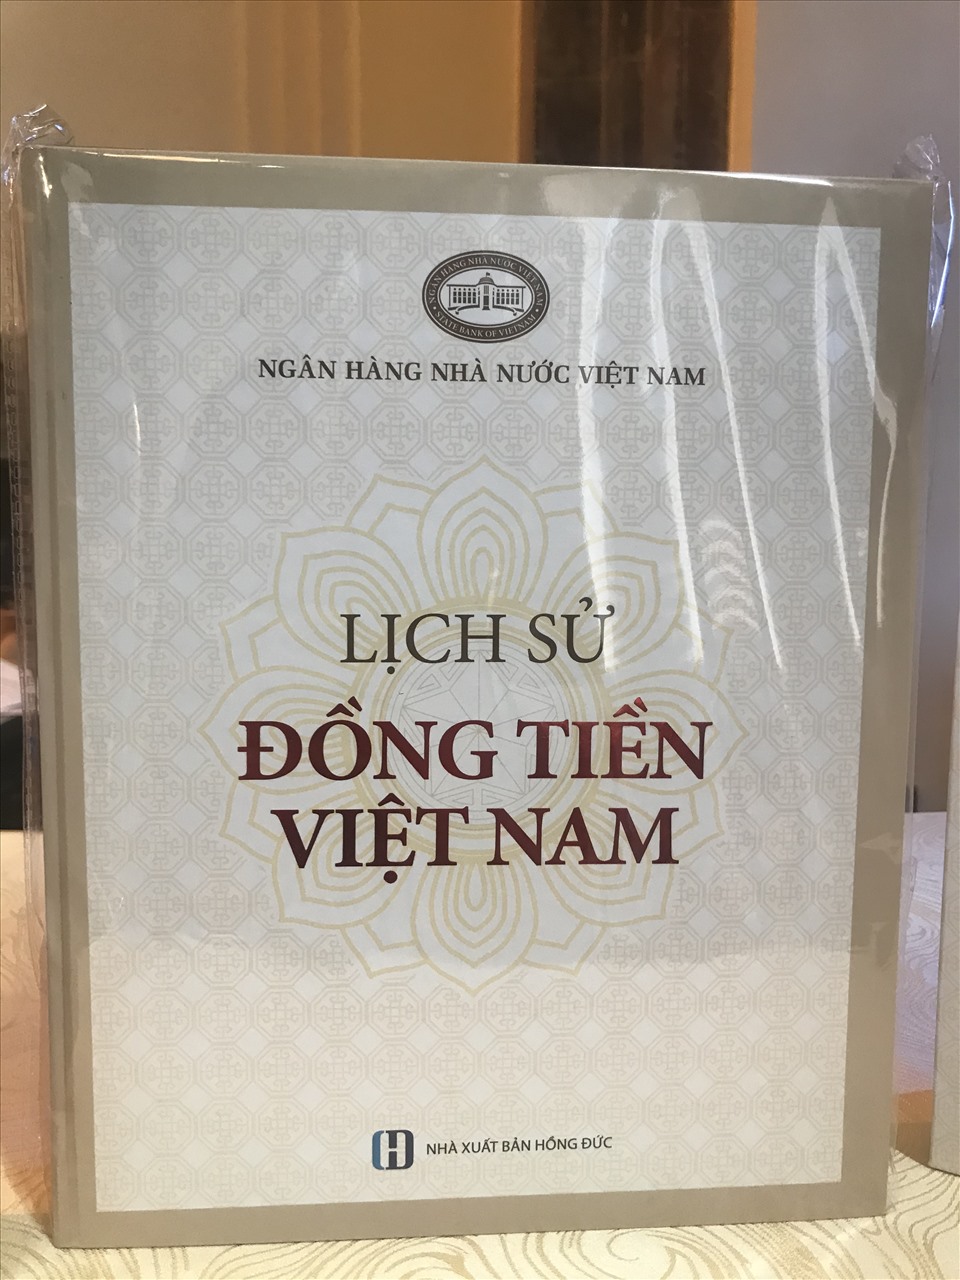 NGÂN HÀNG NHÀ NƯỚC VIỆT NAM
STATE BANK OF VIETNAM
NGÂN HÀNG NHÀ NƯỚC VIỆT NAM
LỊCH SỬ
ĐỒNG TIỀN
VIỆT NAM
NHÀ XUẤT BẢN HỒNG ĐỨC